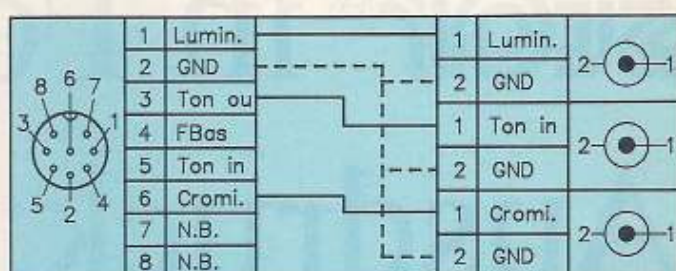 6
8 7
3 1
5 2 4
1 Lumin.
2 GND
3 Ton ou
4 FBas
5 Ton in
6 Cromi.
7 N.B.
8 N.B.
1 Lumin.
2 GND
2 1
1 Ton in
2 GND
2 1
1 Cromi.
2 GND
2 1